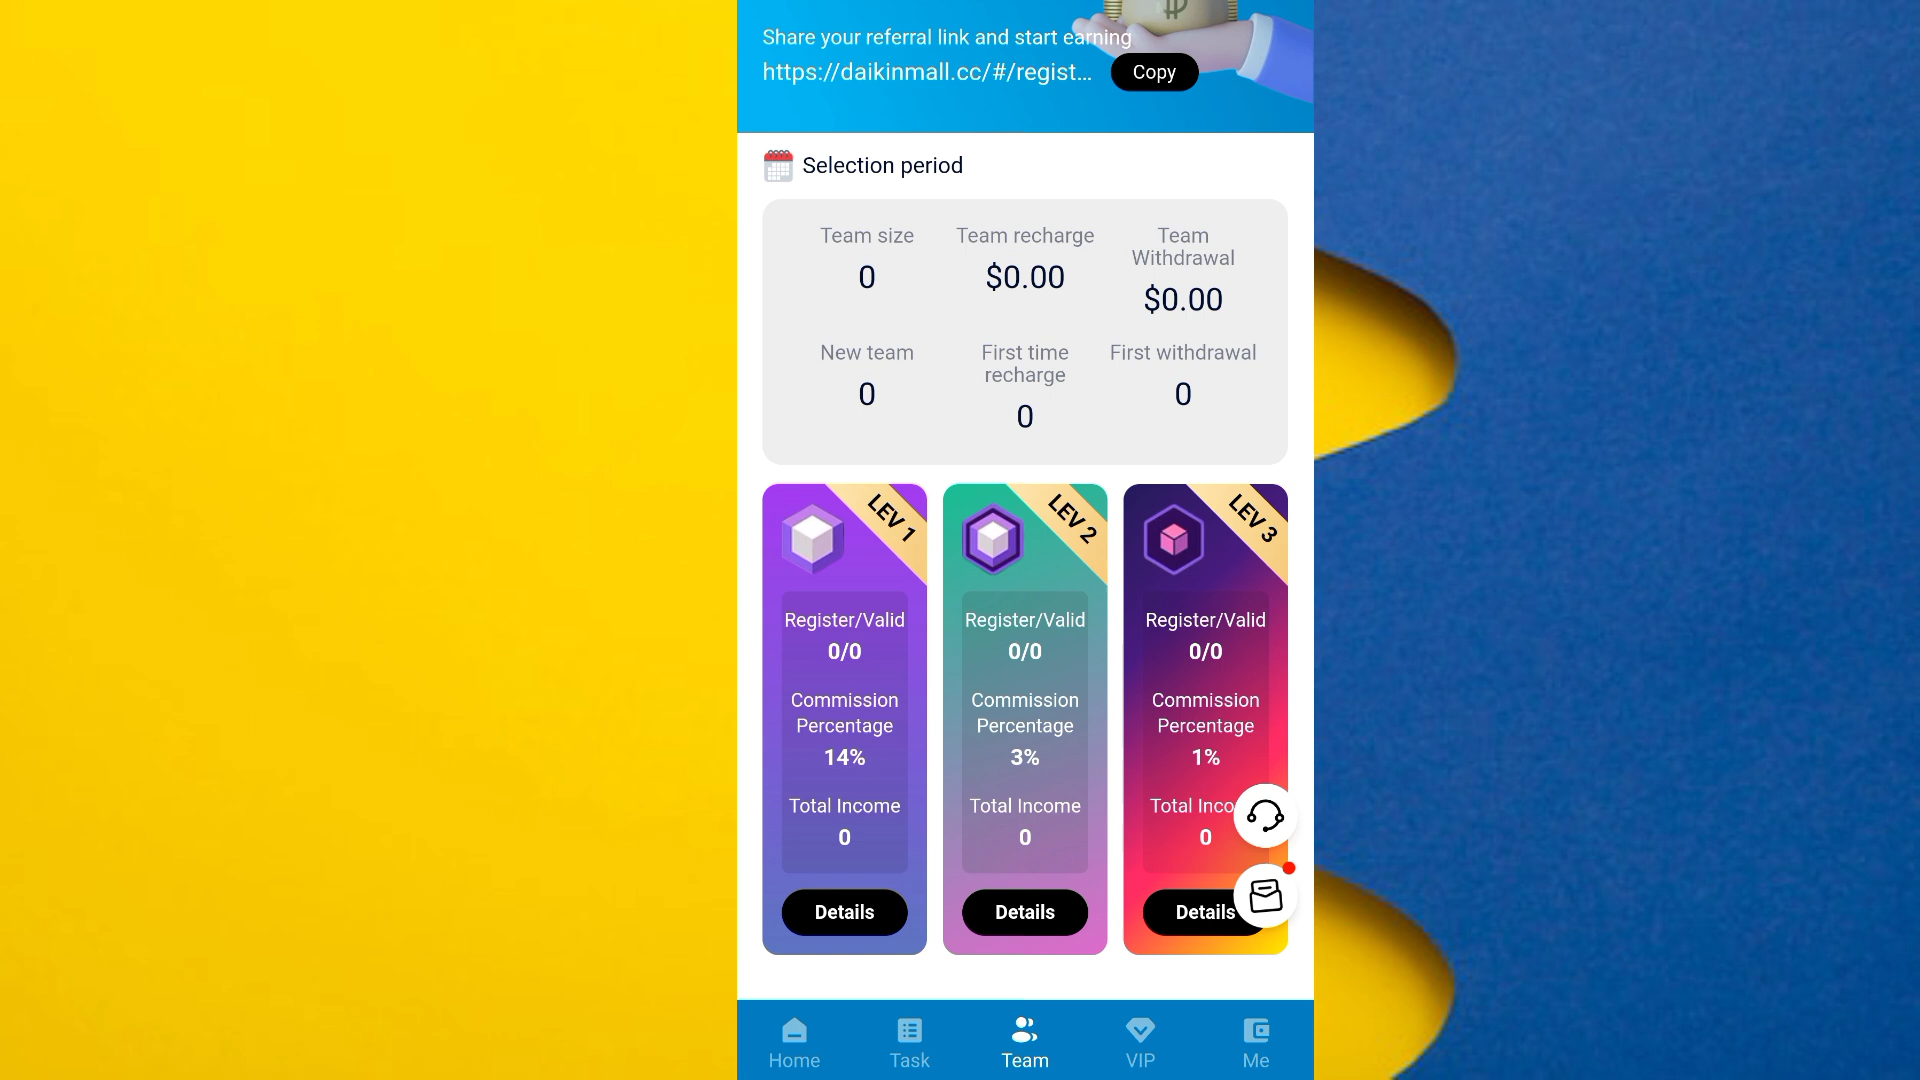 Share your referral link and start earning
https://daikinmall.cc/#/regist...
Copy
Selection period
Team size
0
Team recharge
$0.00
Team
Withdrawal
$0.00
New team
0
First time
recharge
0
First withdrawal
0
LEV 1
Register/Valid
0/0
Commission
Percentage
14%
Total Income
0
Details
LEV 2
Register/Valid
0/0
Commission
Percentage
3%
Total Income
0
Details
LEV 3
Register/Valid
0/0
Commission
Percentage
1%
Total Inco
0
Details
Home
Task
Team
VIP
Me